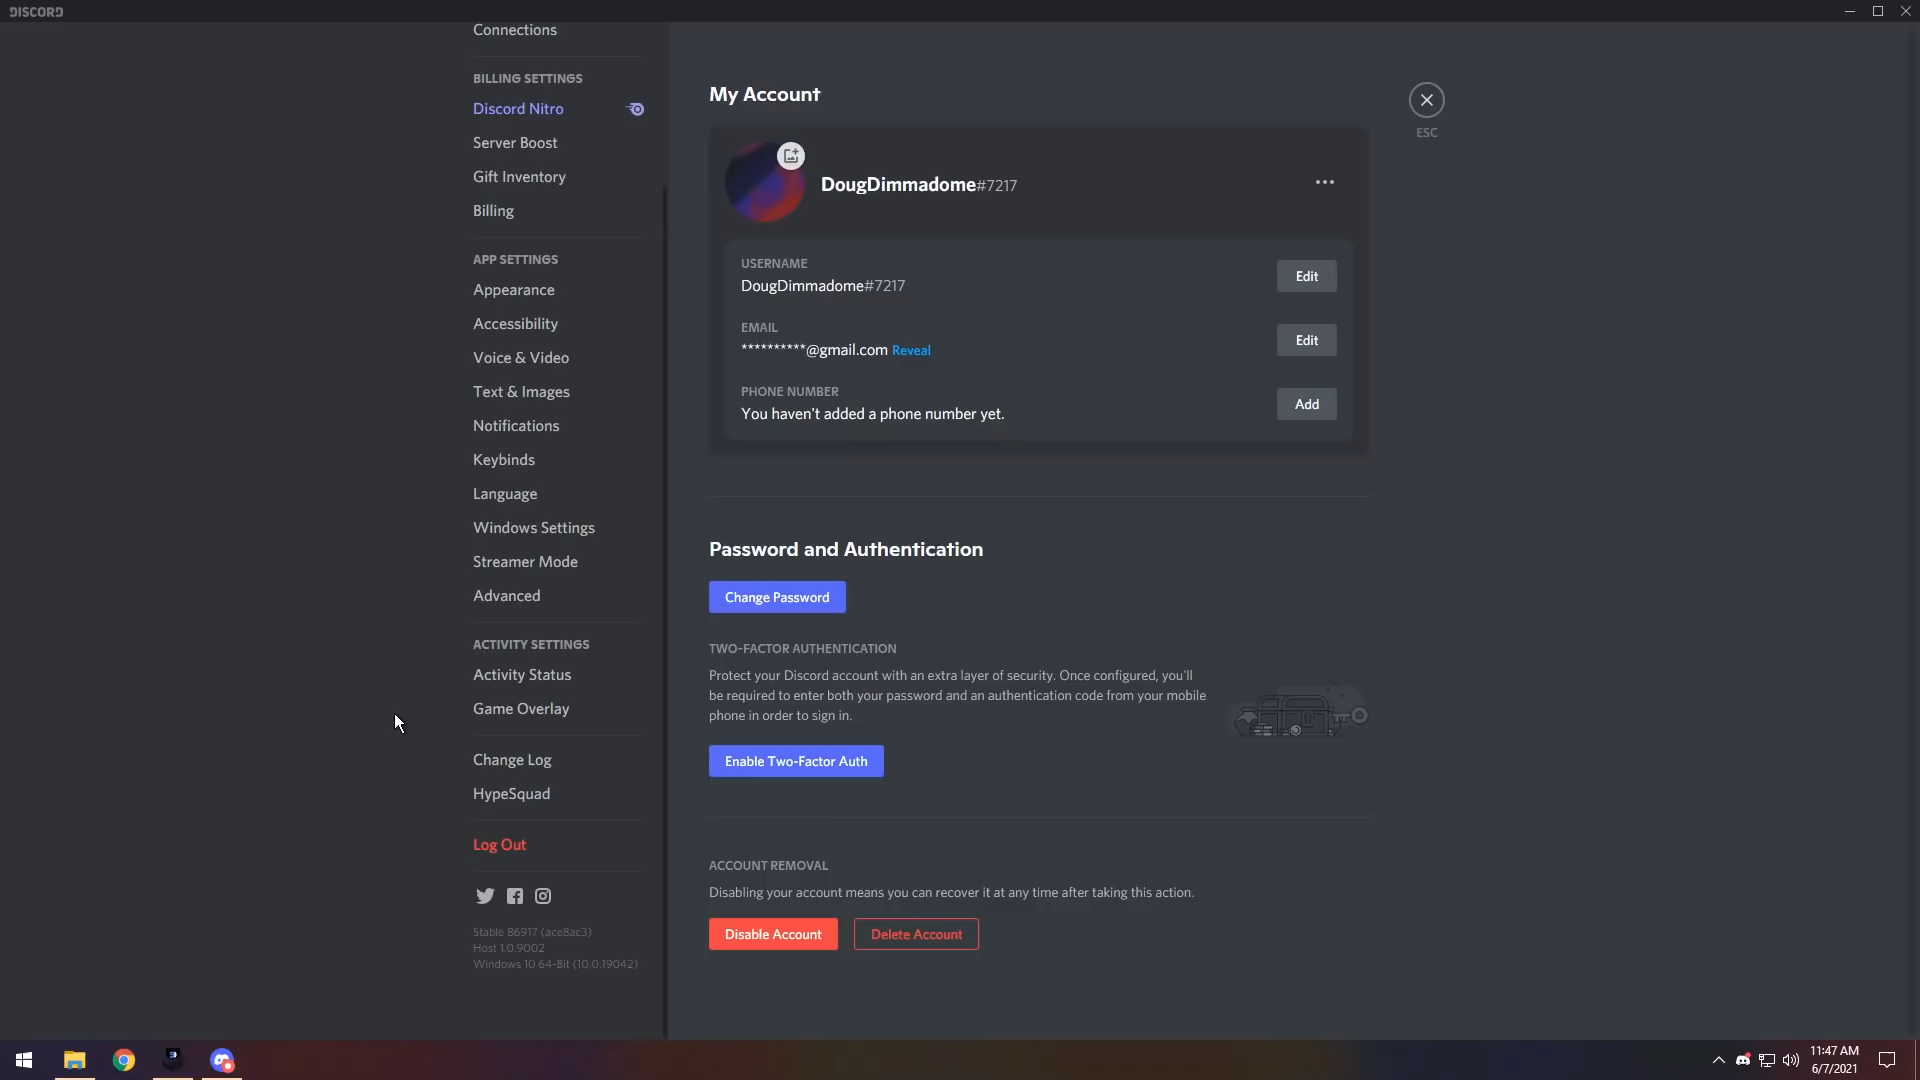 DISCORD
Connections
BILLING SETTINGS
Discord Nitro
Server Boost
Gift Inventory
Billing
APP SETTINGS
Appearance
Accessibility
Voice & Video
Text & Images
Notifications
Keybinds
Language
Windows Settings
Streamer Mode
Advanced
ACTIVITY SETTINGS
Activity Status
Game Overlay
Change Log
HypeSquad
Log Out
Stable 86917 (ace8ac3)
Host 1.0.9002
Windows 10 64-Bit (10.0.19042)
My Account
ESC
DougDimmadome#7217
USERNAME
DougDimmadome#7217
Edit
EMAIL
**********@gmail.com Reveal
Edit
PHONE NUMBER
You haven't added a phone number yet.
Add
Password and Authentication
Change Password
TWO-FACTOR AUTHENTICATION
Protect your Discord account with an extra layer of security. Once configured, you'll
be required to enter both your password and an authentication code from your mobile
phone in order to sign in.
Enable Two-Factor Auth
ACCOUNT REMOVAL
Disabling your account means you can recover it at any time after taking this action.
Disable Account
Delete Account
11:47 AM
6/7/2021